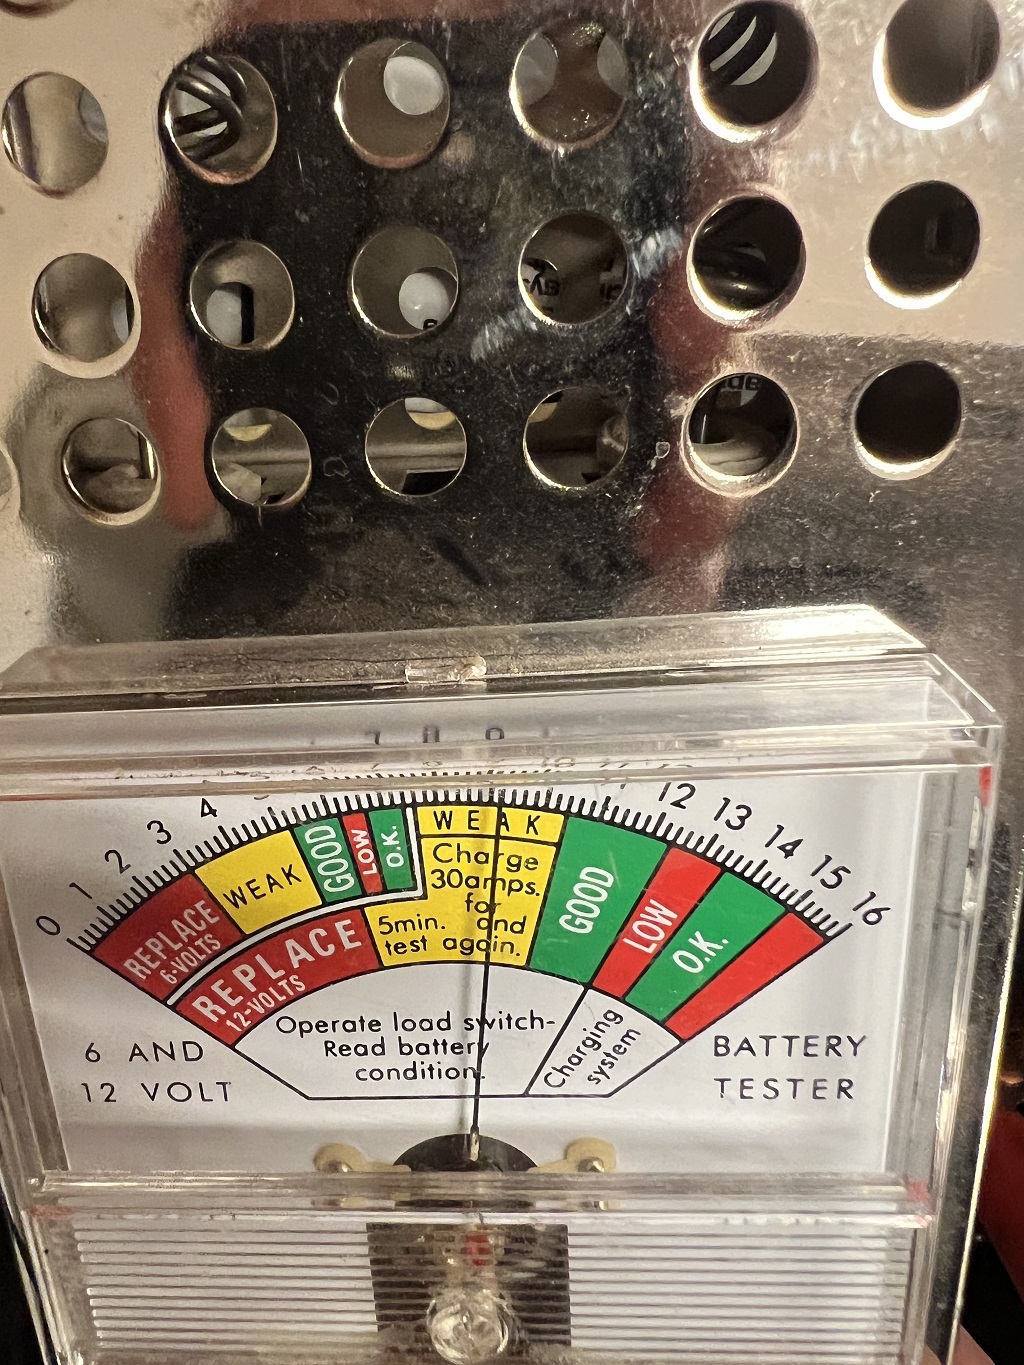 0 1 2 3 4 12 13 14 15 16
REPLACE
6-VOLTS
WEAK
GOOD
LOW
O.K.
REPLACE
12-VOLTS
WEAK
Charge
30amps.
for
5min. and
test again.
GOOD
LOW
O.K.
Operate load switch-
Read battery
condition.
Charging
system
6 AND
12 VOLT
BATTERY
TESTER